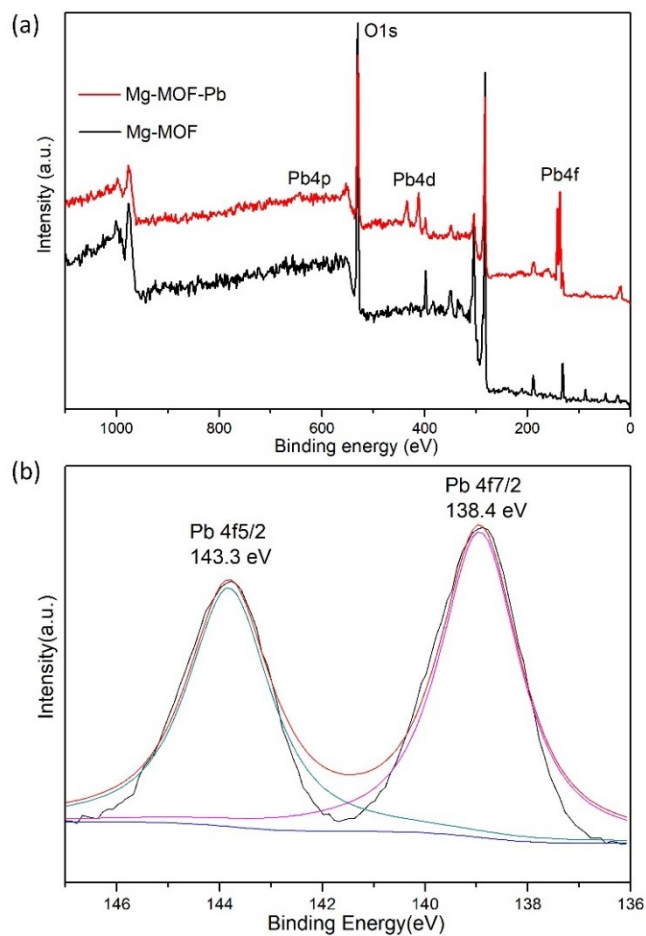 (a)
O1s
Mg-MOF-Pb
Mg-MOF
Pb4p
Pb4d
Pb4f
Intensity (a.u.)
1000
800
600
400
200
0
Binding energy (eV)
(b)
Pb 4f7/2
138.4 eV
Pb 4f5/2
143.3 eV
Intensity(a.u.)
146
144
142
140
138
136
Binding Energy(eV)